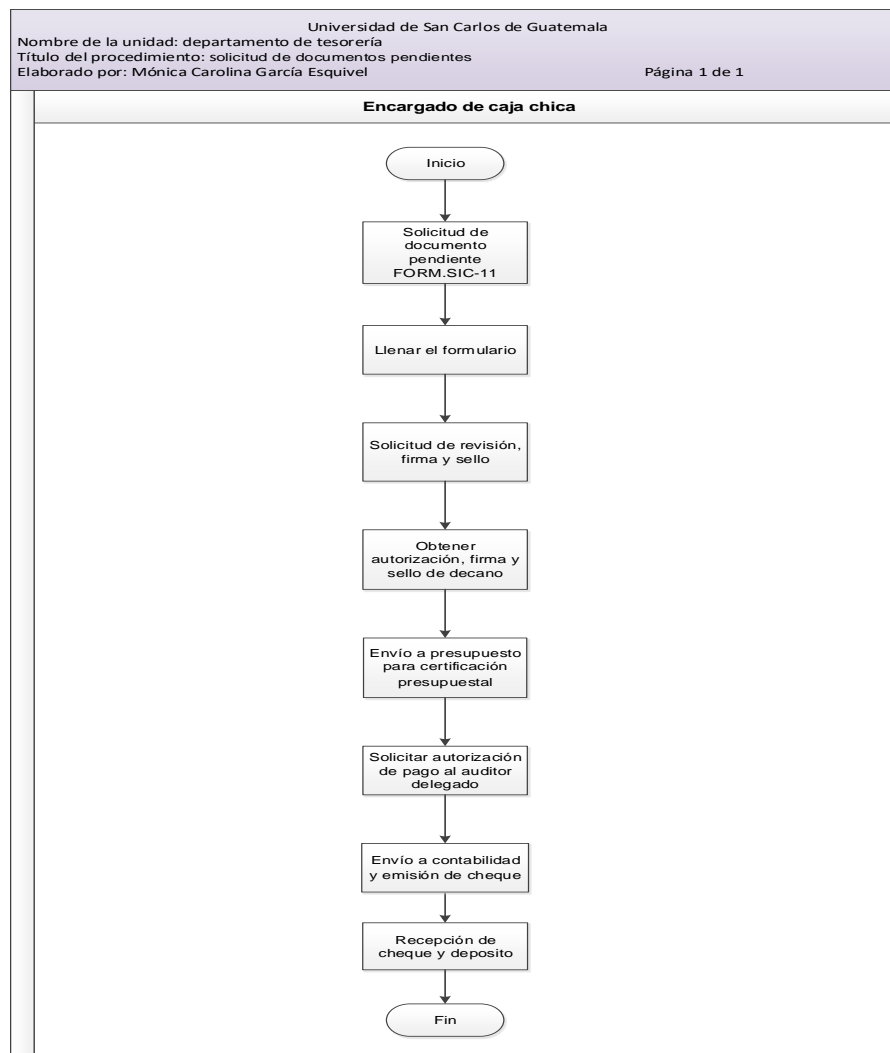 Universidad de San Carlos de Guatemala
Nombre de la unidad: departamento de tesorería
Título del procedimiento: solicitud de documentos pendientes
Elaborado por: Mónica Carolina García Esquivel Página 1 de 1
Encargado de caja chica
Inicio
Solicitud de
documento
pendiente
FORM.SIC-11
Llenar el formulario
Solicitud de revisión,
firma y sello
Obtener
autorización, firma y
sello de decano
Envío a presupuesto
para certificación
presupuestal
Solicitar autorización
de pago al auditor
delegado
Envío a contabilidad
y emisión de cheque
Recepción de
cheque y deposito
Fin